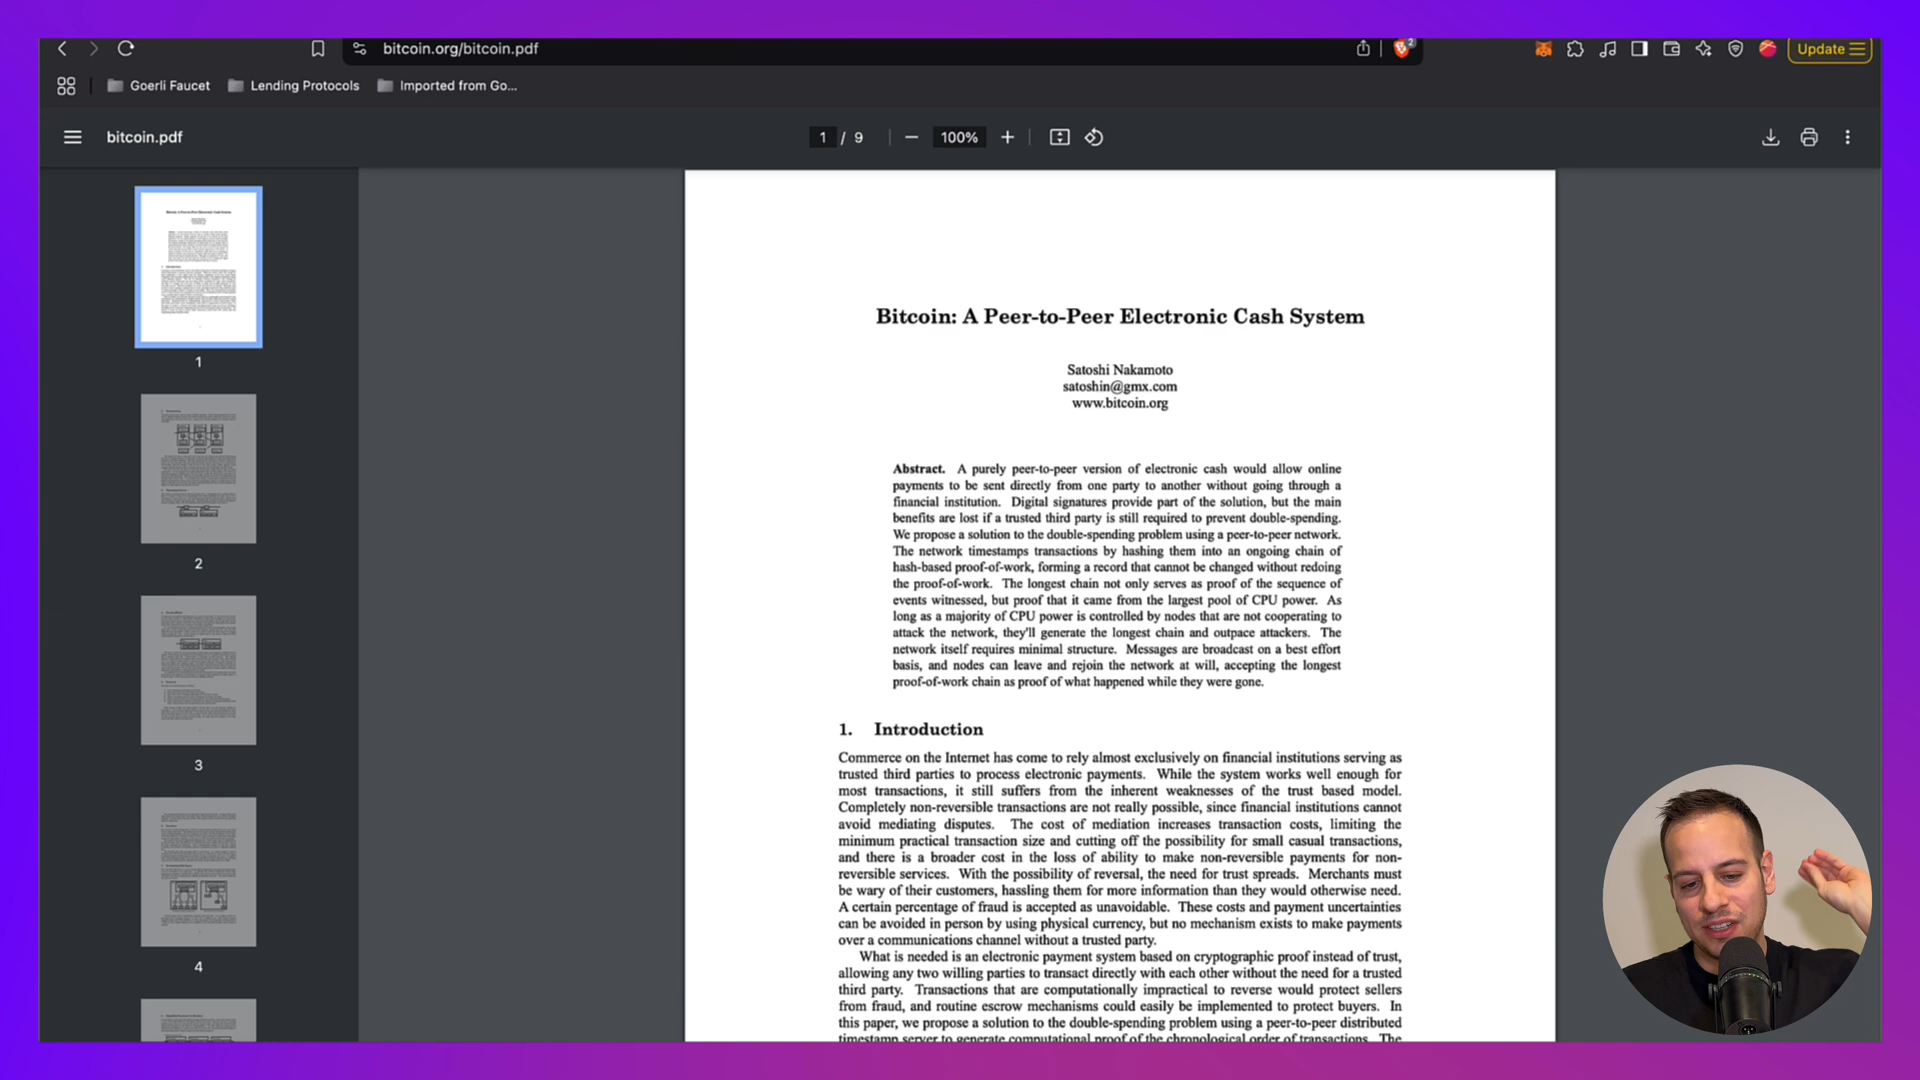 bitcoin.org/bitcoin.pdf
2
Update
Goerli Faucet
Lending Protocols
Imported from Go...
bitcoin.pdf
1 / 9
100%
1
2
3
4
Bitcoin: A Peer-to-Peer Electronic Cash System
Satoshi Nakamoto
satoshin@gmx.com
www.bitcoin.org
Abstract. A purely peer-to-peer version of electronic cash would allow online
payments to be sent directly from one party to another without going through a
financial institution. Digital signatures provide part of the solution, but the main
benefits are lost if a trusted third party is still required to prevent double-spending.
We propose a solution to the double-spending problem using a peer-to-peer network.
The network timestamps transactions by hashing them into an ongoing chain of
hash-based proof-of-work, forming a record that cannot be changed without redoing
the proof-of-work. The longest chain not only serves as proof of the sequence of
events witnessed, but proof that it came from the largest pool of CPU power. As
long as a majority of CPU power is controlled by nodes that are not cooperating to
attack the network, they'll generate the longest chain and outpace attackers. The
network itself requires minimal structure. Messages are broadcast on a best effort
basis, and nodes can leave and rejoin the network at will, accepting the longest
proof-of-work chain as proof of what happened while they were gone.
1. Introduction
Commerce on the Internet has come to rely almost exclusively on financial institutions serving as
trusted third parties to process electronic payments. While the system works well enough for
most transactions, it still suffers from the inherent weaknesses of the trust based model.
Completely non-reversible transactions are not really possible, since financial institutions cannot
avoid mediating disputes. The cost of mediation increases transaction costs, limiting the
minimum practical transaction size and cutting off the possibility for small casual transactions,
and there is a broader cost in the loss of ability to make non-reversible payments for non-
reversible services. With the possibility of reversal, the need for trust spreads. Merchants must
be wary of their customers, hassling them for more information than they would otherwise need.
A certain percentage of fraud is accepted as unavoidable. These costs and payment uncertainties
can be avoided in person by using physical currency, but no mechanism exists to make payments
over a communications channel without a trusted party.
What is needed is an electronic payment system based on cryptographic proof instead of trust,
allowing any two willing parties to transact directly with each other without the need for a trusted
third party. Transactions that are computationally impractical to reverse would protect sellers
from fraud, and routine escrow mechanisms could easily be implemented to protect buyers. In
this paper, we propose a solution to the double-spending problem using a peer-to-peer distributed
timestamp server to generate computational proof of the chronological order of transactions. The